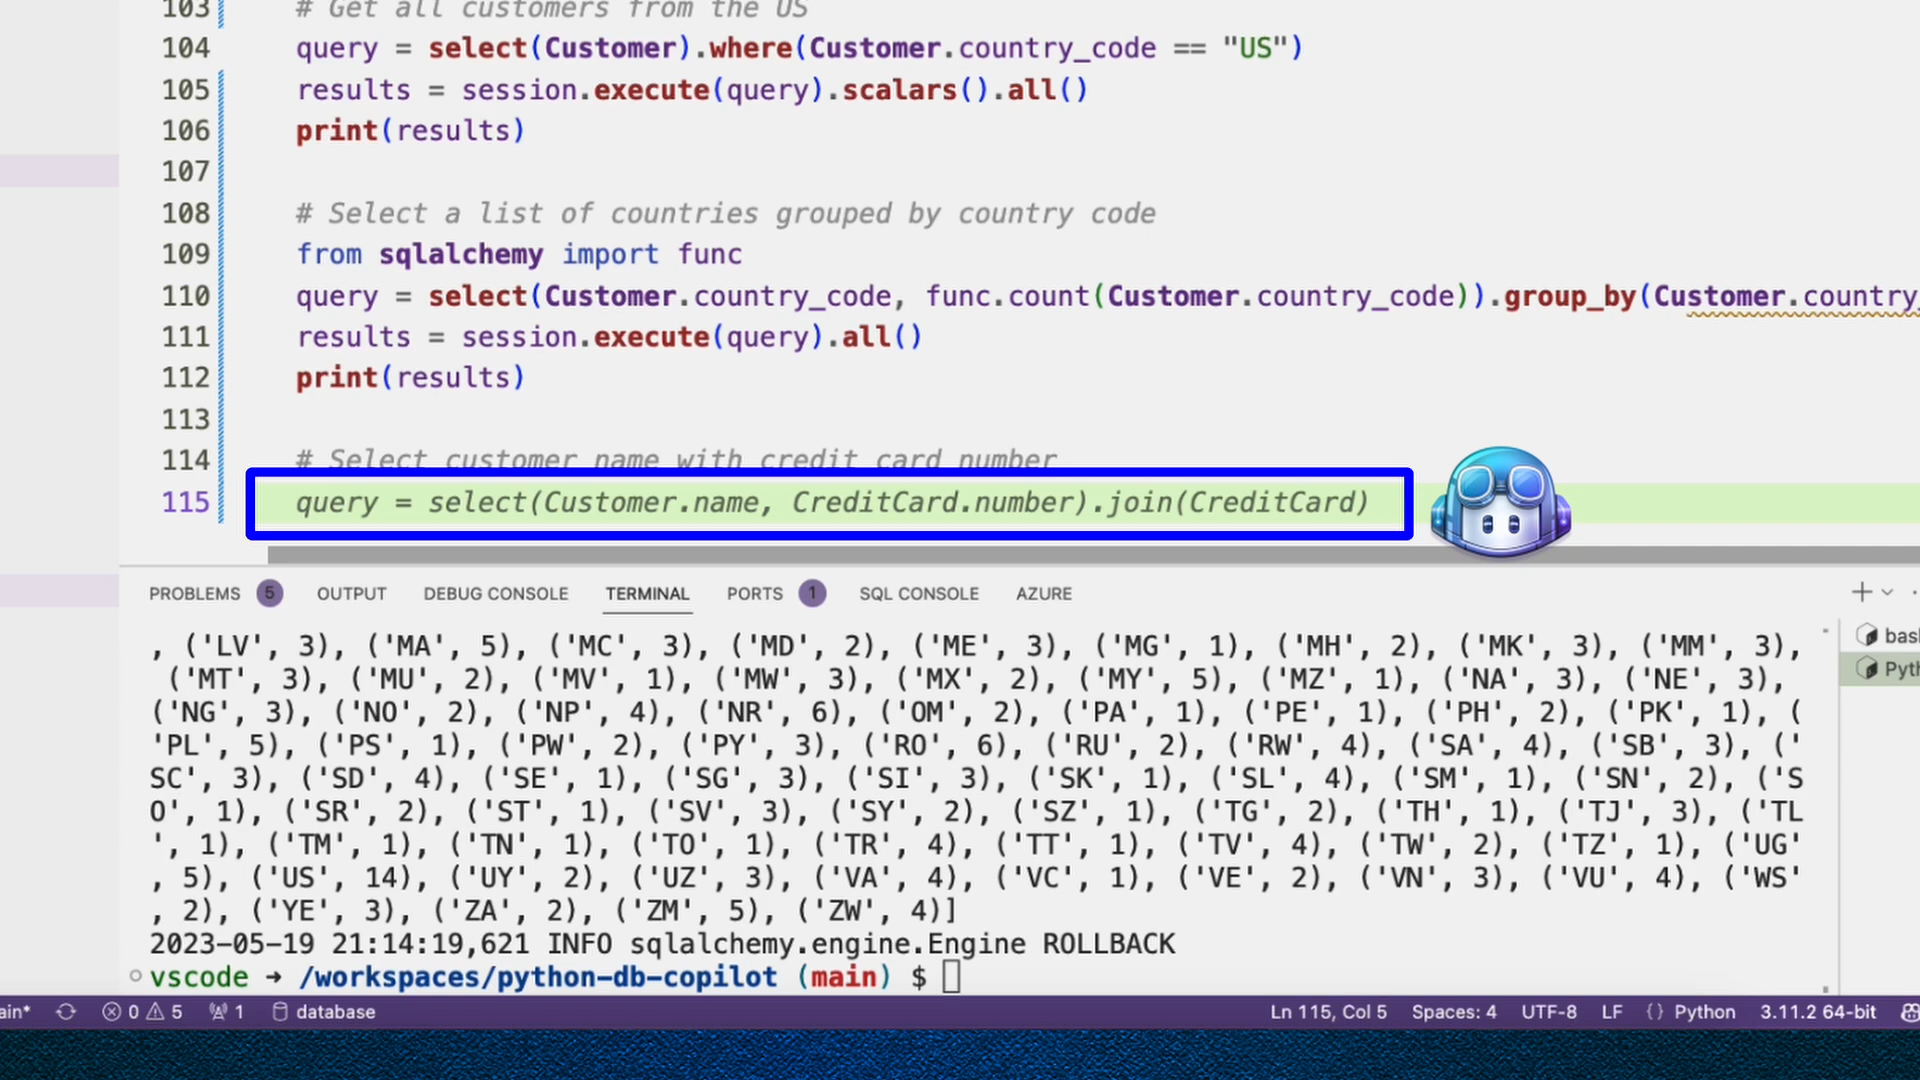 103 # Get all customers from the US
104 query = select(Customer).where(Customer.country_code == "US")
105 results = session.execute(query).scalars().all()
106 print(results)
107
108 # Select a list of countries grouped by country code
109 from sqlalchemy import func
110 query = select(Customer.country_code, func.count(Customer.country_code)).group_by(Customer.country_
111 results = session.execute(query).all()
112 print(results)
113
114 # Select customer name with credit card number
115 query = select(Customer.name, CreditCard.number).join(CreditCard)
PROBLEMS 5 OUTPUT DEBUG CONSOLE TERMINAL PORTS 1 SQL CONSOLE AZURE
, ('LV', 3), ('MA', 5), ('MC', 3), ('MD', 2), ('ME', 3), ('MG', 1), ('MH', 2), ('MK', 3), ('MM', 3),
('MT', 3), ('MU', 2), ('MV', 1), ('MW', 3), ('MX', 2), ('MY', 5), ('MZ', 1), ('NA', 3), ('NE', 3),
('NG', 3), ('NO', 2), ('NP', 4), ('NR', 6), ('OM', 2), ('PA', 1), ('PE', 1), ('PH', 2), ('PK', 1), (
'PL', 5), ('PS', 1), ('PW', 2), ('PY', 3), ('RO', 6), ('RU', 2), ('RW', 4), ('SA', 4), ('SB', 3), ('
SC', 3), ('SD', 4), ('SE', 1), ('SG', 3), ('SI', 3), ('SK', 1), ('SL', 4), ('SM', 1), ('SN', 2), ('S
O', 1), ('SR', 2), ('ST', 1), ('SV', 3), ('SY', 2), ('SZ', 1), ('TG', 2), ('TH', 1), ('TJ', 3), ('TL
', 1), ('TM', 1), ('TN', 1), ('TO', 1), ('TR', 4), ('TT', 1), ('TV', 4), ('TW', 2), ('TZ', 1), ('UG'
, 5), ('US', 14), ('UY', 2), ('UZ', 3), ('VA', 4), ('VC', 1), ('VE', 2), ('VN', 3), ('VU', 4), ('WS'
, 2), ('YE', 3), ('ZA', 2), ('ZM', 5), ('ZW', 4)]
2023-05-19 21:14:19,621 INFO sqlalchemy.engine.Engine ROLLBACK
vscode ➜ /workspaces/python-db-copilot (main) $
bas
Pyth
ain* 0 5 1 database Ln 115, Col 5 Spaces: 4 UTF-8 LF {} Python 3.11.2 64-bit